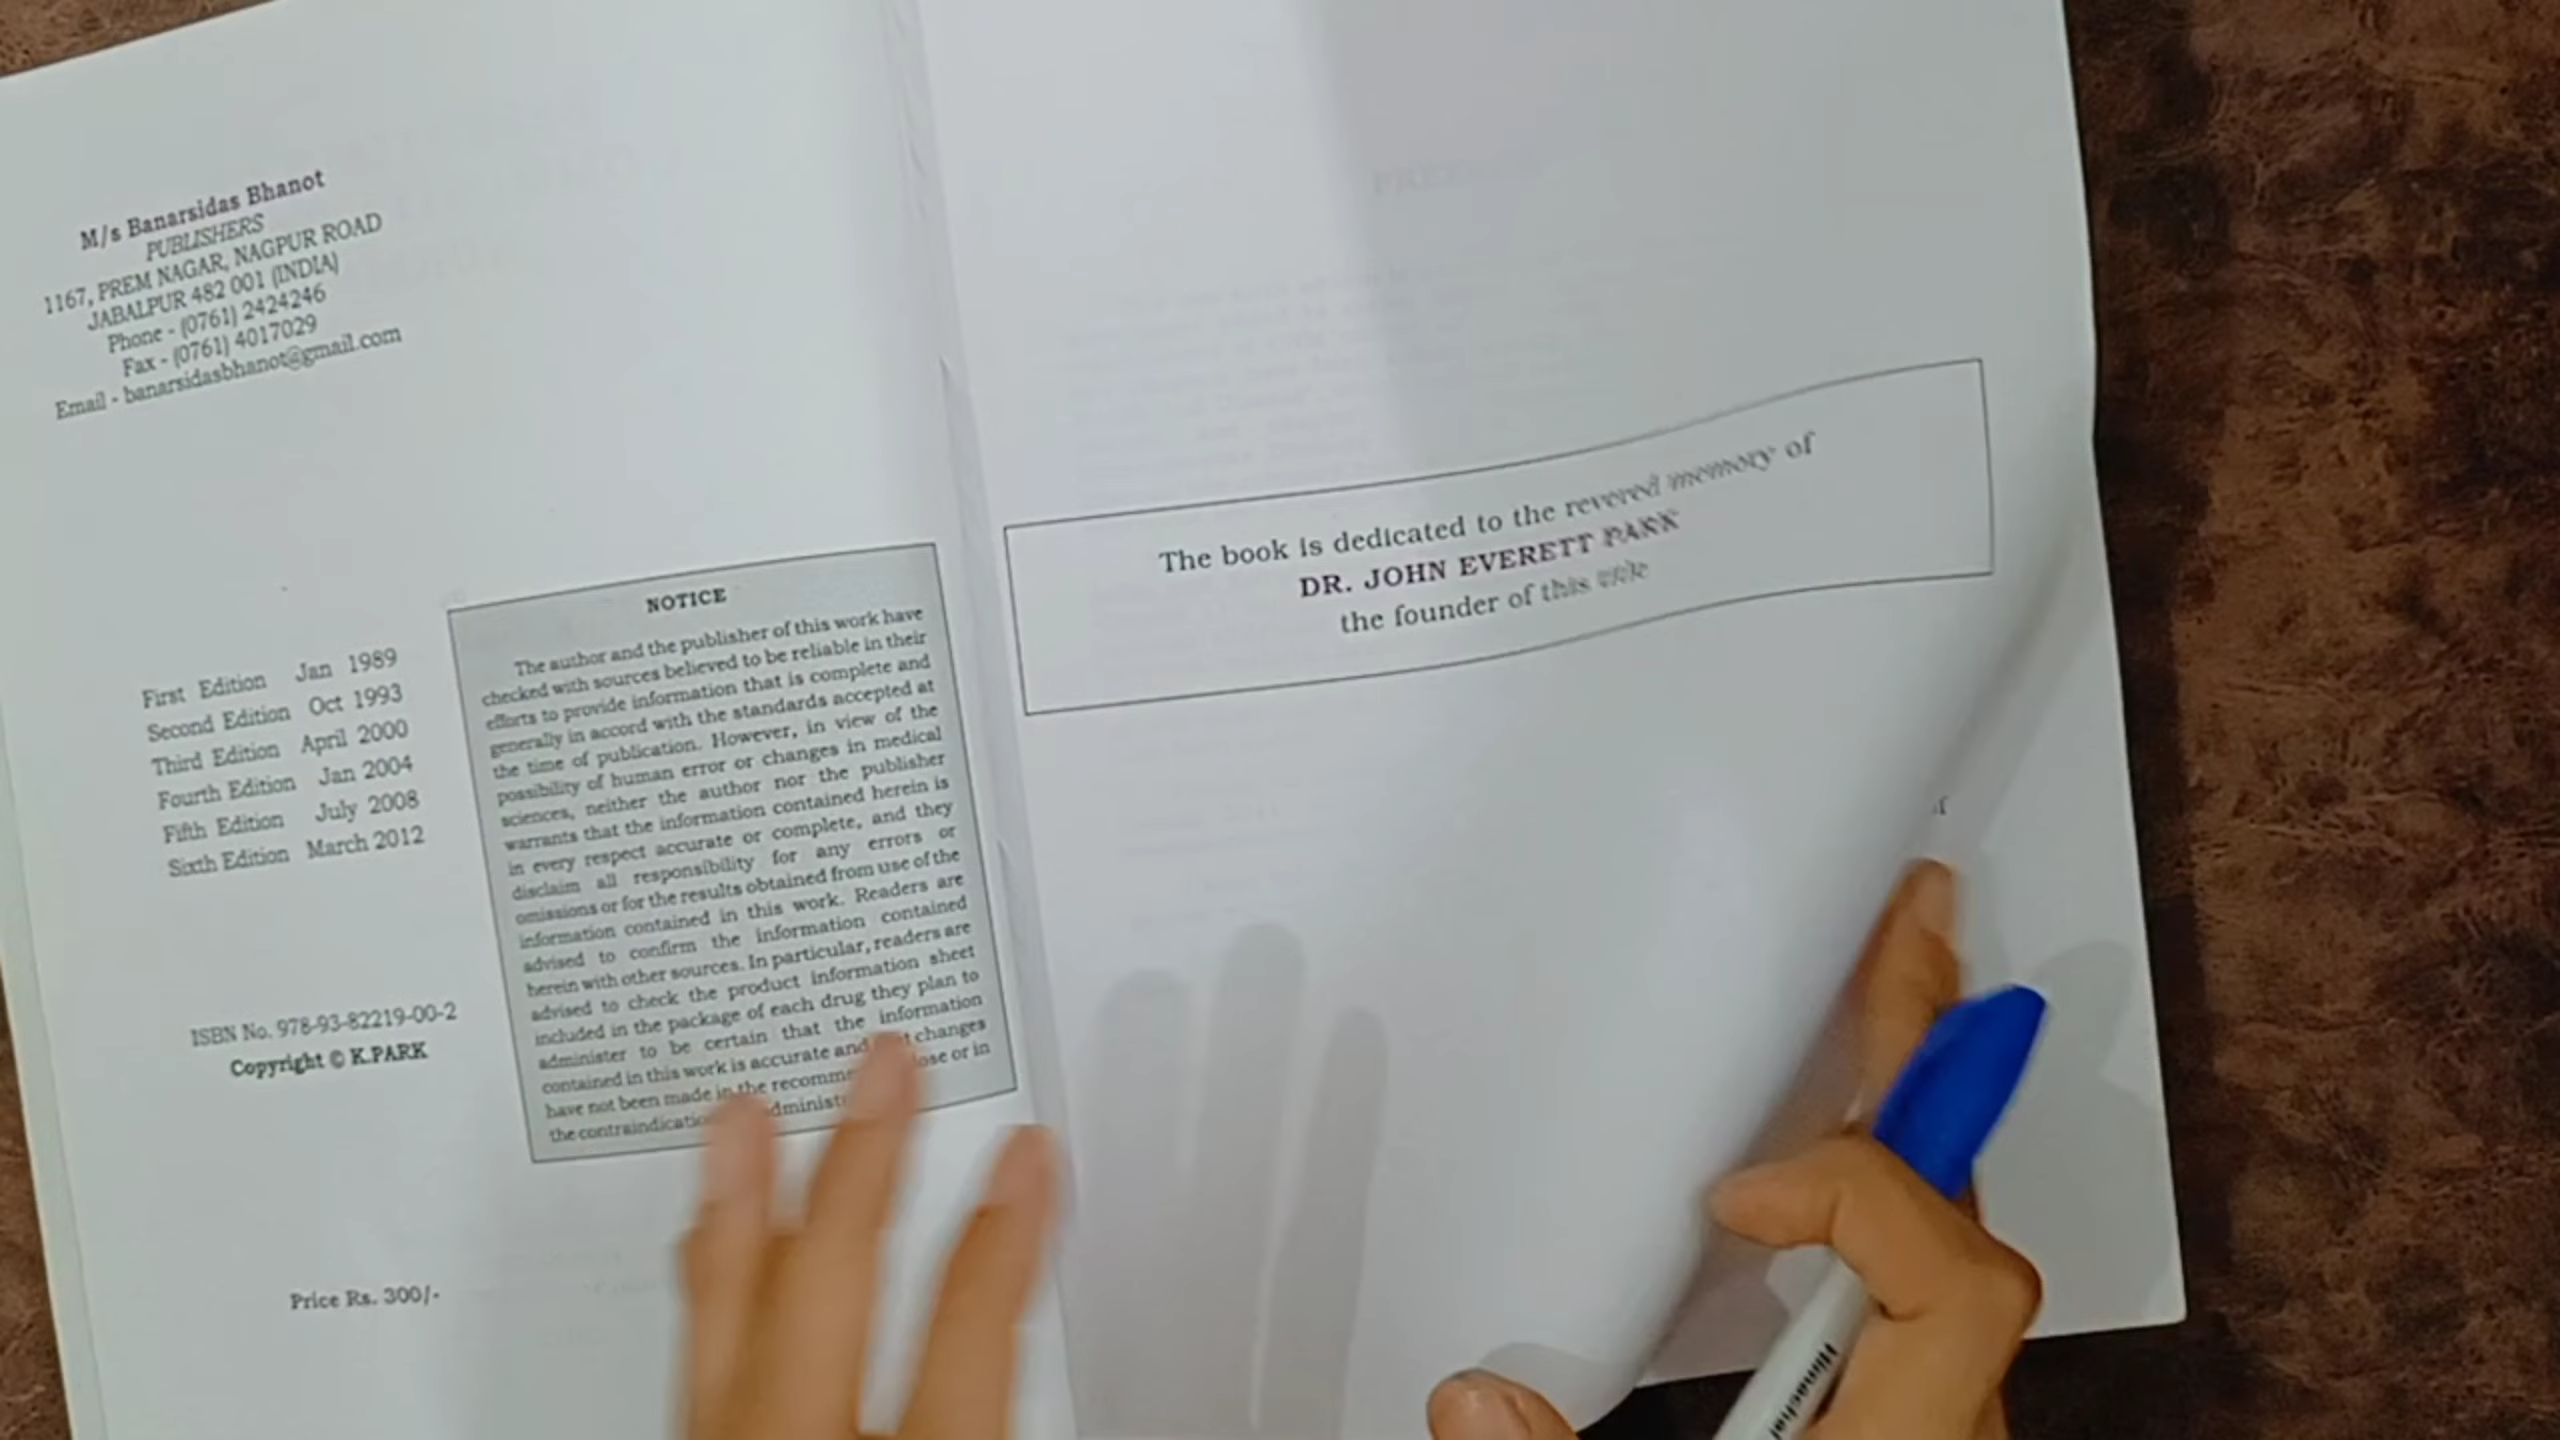 M/s Banarsidas Bhanot
PUBLISHERS
1167, PREM NAGAR, NAGPUR ROAD
JABALPUR 482 001 (INDIA)
Phone - (0761) 2424246
Fax - (0761) 4017029
Email - banarsidasbhanot@gmail.com
First Edition Jan 1989
Second Edition Oct 1993
Third Edition April 2000
Fourth Edition Jan 2004
Fifth Edition July 2008
Sixth Edition March 2012
ISBN No. 978-93-82219-00-2
Copyright © K.PARK
Price Rs. 300/-
NOTICE
The author and the publisher of this work have
checked with sources believed to be reliable in their
efforts to provide information that is complete and
generally in accord with the standards accepted at
the time of publication. However, in view of the
possibility of human error or changes in medical
sciences, neither the author nor the publisher
warrants that the information contained herein is
in every respect accurate or complete, and they
disclaim all responsibility for any errors or
omissions or for the results obtained from use of the
information contained in this work. Readers are
advised to confirm the information contained
herein with other sources. In particular, readers are
advised to check the product information sheet
included in the package of each drug they plan to
administer to be certain that the information
contained in this work is accurate and changes
have not been made in the or in
the
The book is dedicated to the revered memory of
DR. JOHN EVERETT PARK
the founder of this title
Himachal